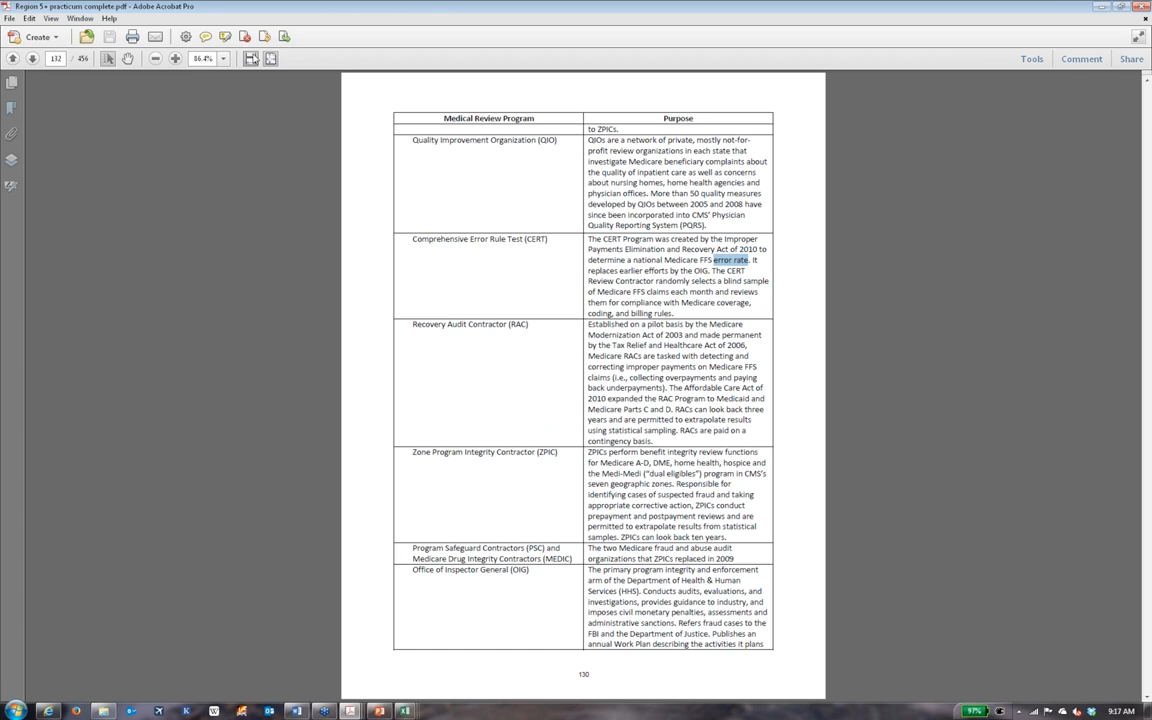 Region 5+ practicum complete.pdf - Adobe Acrobat Pro
File Edit View Window Help
Create
132 / 456 86.4% Tools Comment Share
Medical Review Program Purpose
to ZPICs.
Quality Improvement Organization (QIO) QIOs are a network of private, mostly not-for-
profit review organizations in each state that
investigate Medicare beneficiary complaints about
the quality of inpatient care as well as concerns
about nursing homes, home health agencies and
physician offices. More than 50 quality measures
developed by QIOs between 2005 and 2008 have
since been incorporated into CMS' Physician
Quality Reporting System (PQRS).
Comprehensive Error Rule Test (CERT) The CERT Program was created by the Improper
Payments Elimination and Recovery Act of 2010 to
determine a national Medicare FFS error rate. It
replaces earlier efforts by the OIG. The CERT
Review Contractor randomly selects a blind sample
of Medicare FFS claims each month and reviews
them for compliance with Medicare coverage,
coding, and billing rules.
Recovery Audit Contractor (RAC) Established on a pilot basis by the Medicare
Modernization Act of 2003 and made permanent
by the Tax Relief and Healthcare Act of 2006,
Medicare RACs are tasked with detecting and
correcting improper payments on Medicare FFS
claims (i.e., collecting overpayments and paying
back underpayments). The Affordable Care Act of
2010 expanded the RAC Program to Medicaid and
Medicare Parts C and D. RACs can look back three
years and are permitted to extrapolate results
using statistical sampling. RACs are paid on a
contingency basis.
Zone Program Integrity Contractor (ZPIC) ZPICs perform benefit integrity review functions
for Medicare A-D, DME, home health, hospice and
the Medi-Medi ("dual eligibles") program in CMS's
seven geographic zones. Responsible for
identifying cases of suspected fraud and taking
appropriate corrective action, ZPICs conduct
prepayment and postpayment reviews and are
permitted to extrapolate results from statistical
samples. ZPICs can look back ten years.
Program Safeguard Contractors (PSC) and The two Medicare fraud and abuse audit
Medicare Drug Integrity Contractors (MEDIC) organizations that ZPICs replaced in 2009
Office of Inspector General (OIG) The primary program integrity and enforcement
arm of the Department of Health & Human
Services (HHS). Conducts audits, evaluations, and
investigations, provides guidance to industry, and
imposes civil monetary penalties, assessments and
administrative sanctions. Refers fraud cases to the
FBI and the Department of Justice. Publishes an
annual Work Plan describing the activities it plans
130
97% 9:17 AM